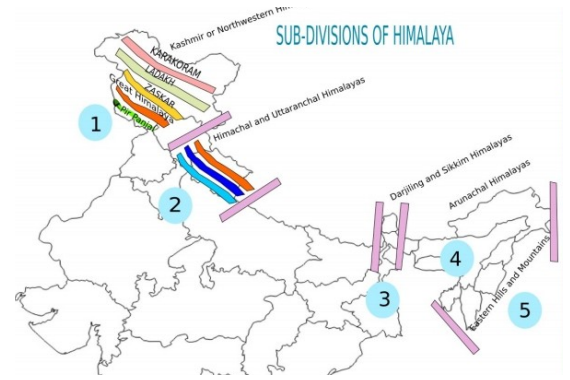 SUB-DIVISIONS OF HIMALAYA
Kashmir or Northwestern
KARAKORAM
LADAKH
ZASKAR
Great Himalaya
Pir Panjal
1
Himachal and Uttaranchal Himalayas
2
Darjiling and Sikkim Himalayas
3
Arunachal Himalayas
4
Eastern Hills and Mountains
5